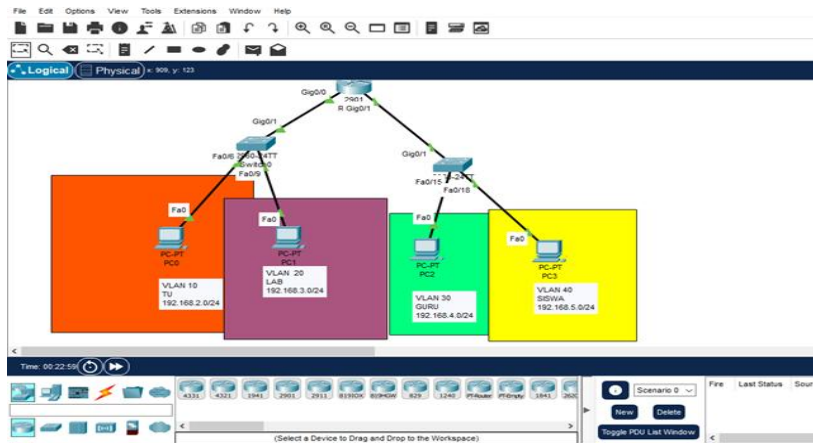 File Edit Options View Tools Extensions Window Help
Logical Physical x: 909, y: 123
2901
R Gig0/1
Gig0/0
Gig0/1
Fa0/6
Fa0/9
Gig0/1
Fa0/15
Fa0/18
Fa0
PC-PT
PC0
VLAN 10
TU
192.168.2.0/24
Fa0
PC-PT
PC1
VLAN 20
LAB
192.168.3.0/24
Fa0
PC-PT
PC2
VLAN 30
GURU
192.168.4.0/24
Fa0
PC-PT
PC3
VLAN 40
SISWA
192.168.5.0/24
Time: 00:22:59
4331 4321 1941 2901 2911 819IOX 819HGW 829 1240 PT-Router PT-Empty 1841
(Select a Device to Drag and Drop to the Workspace)
Scenario 0
New Delete
Toggle PDU List Window
Fire Last Status